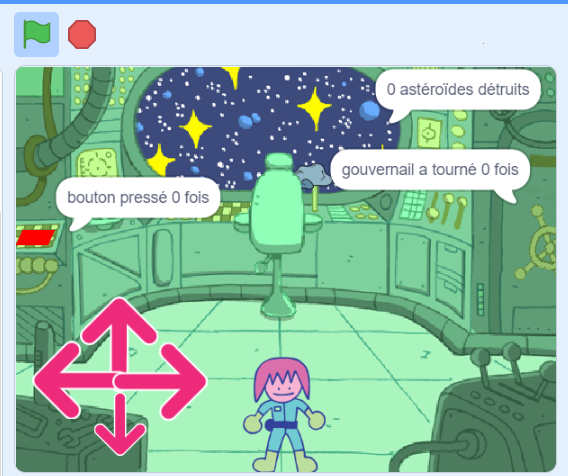 0 astéroïdes détruits
gouvernail a tourné 0 fois
bouton pressé 0 fois